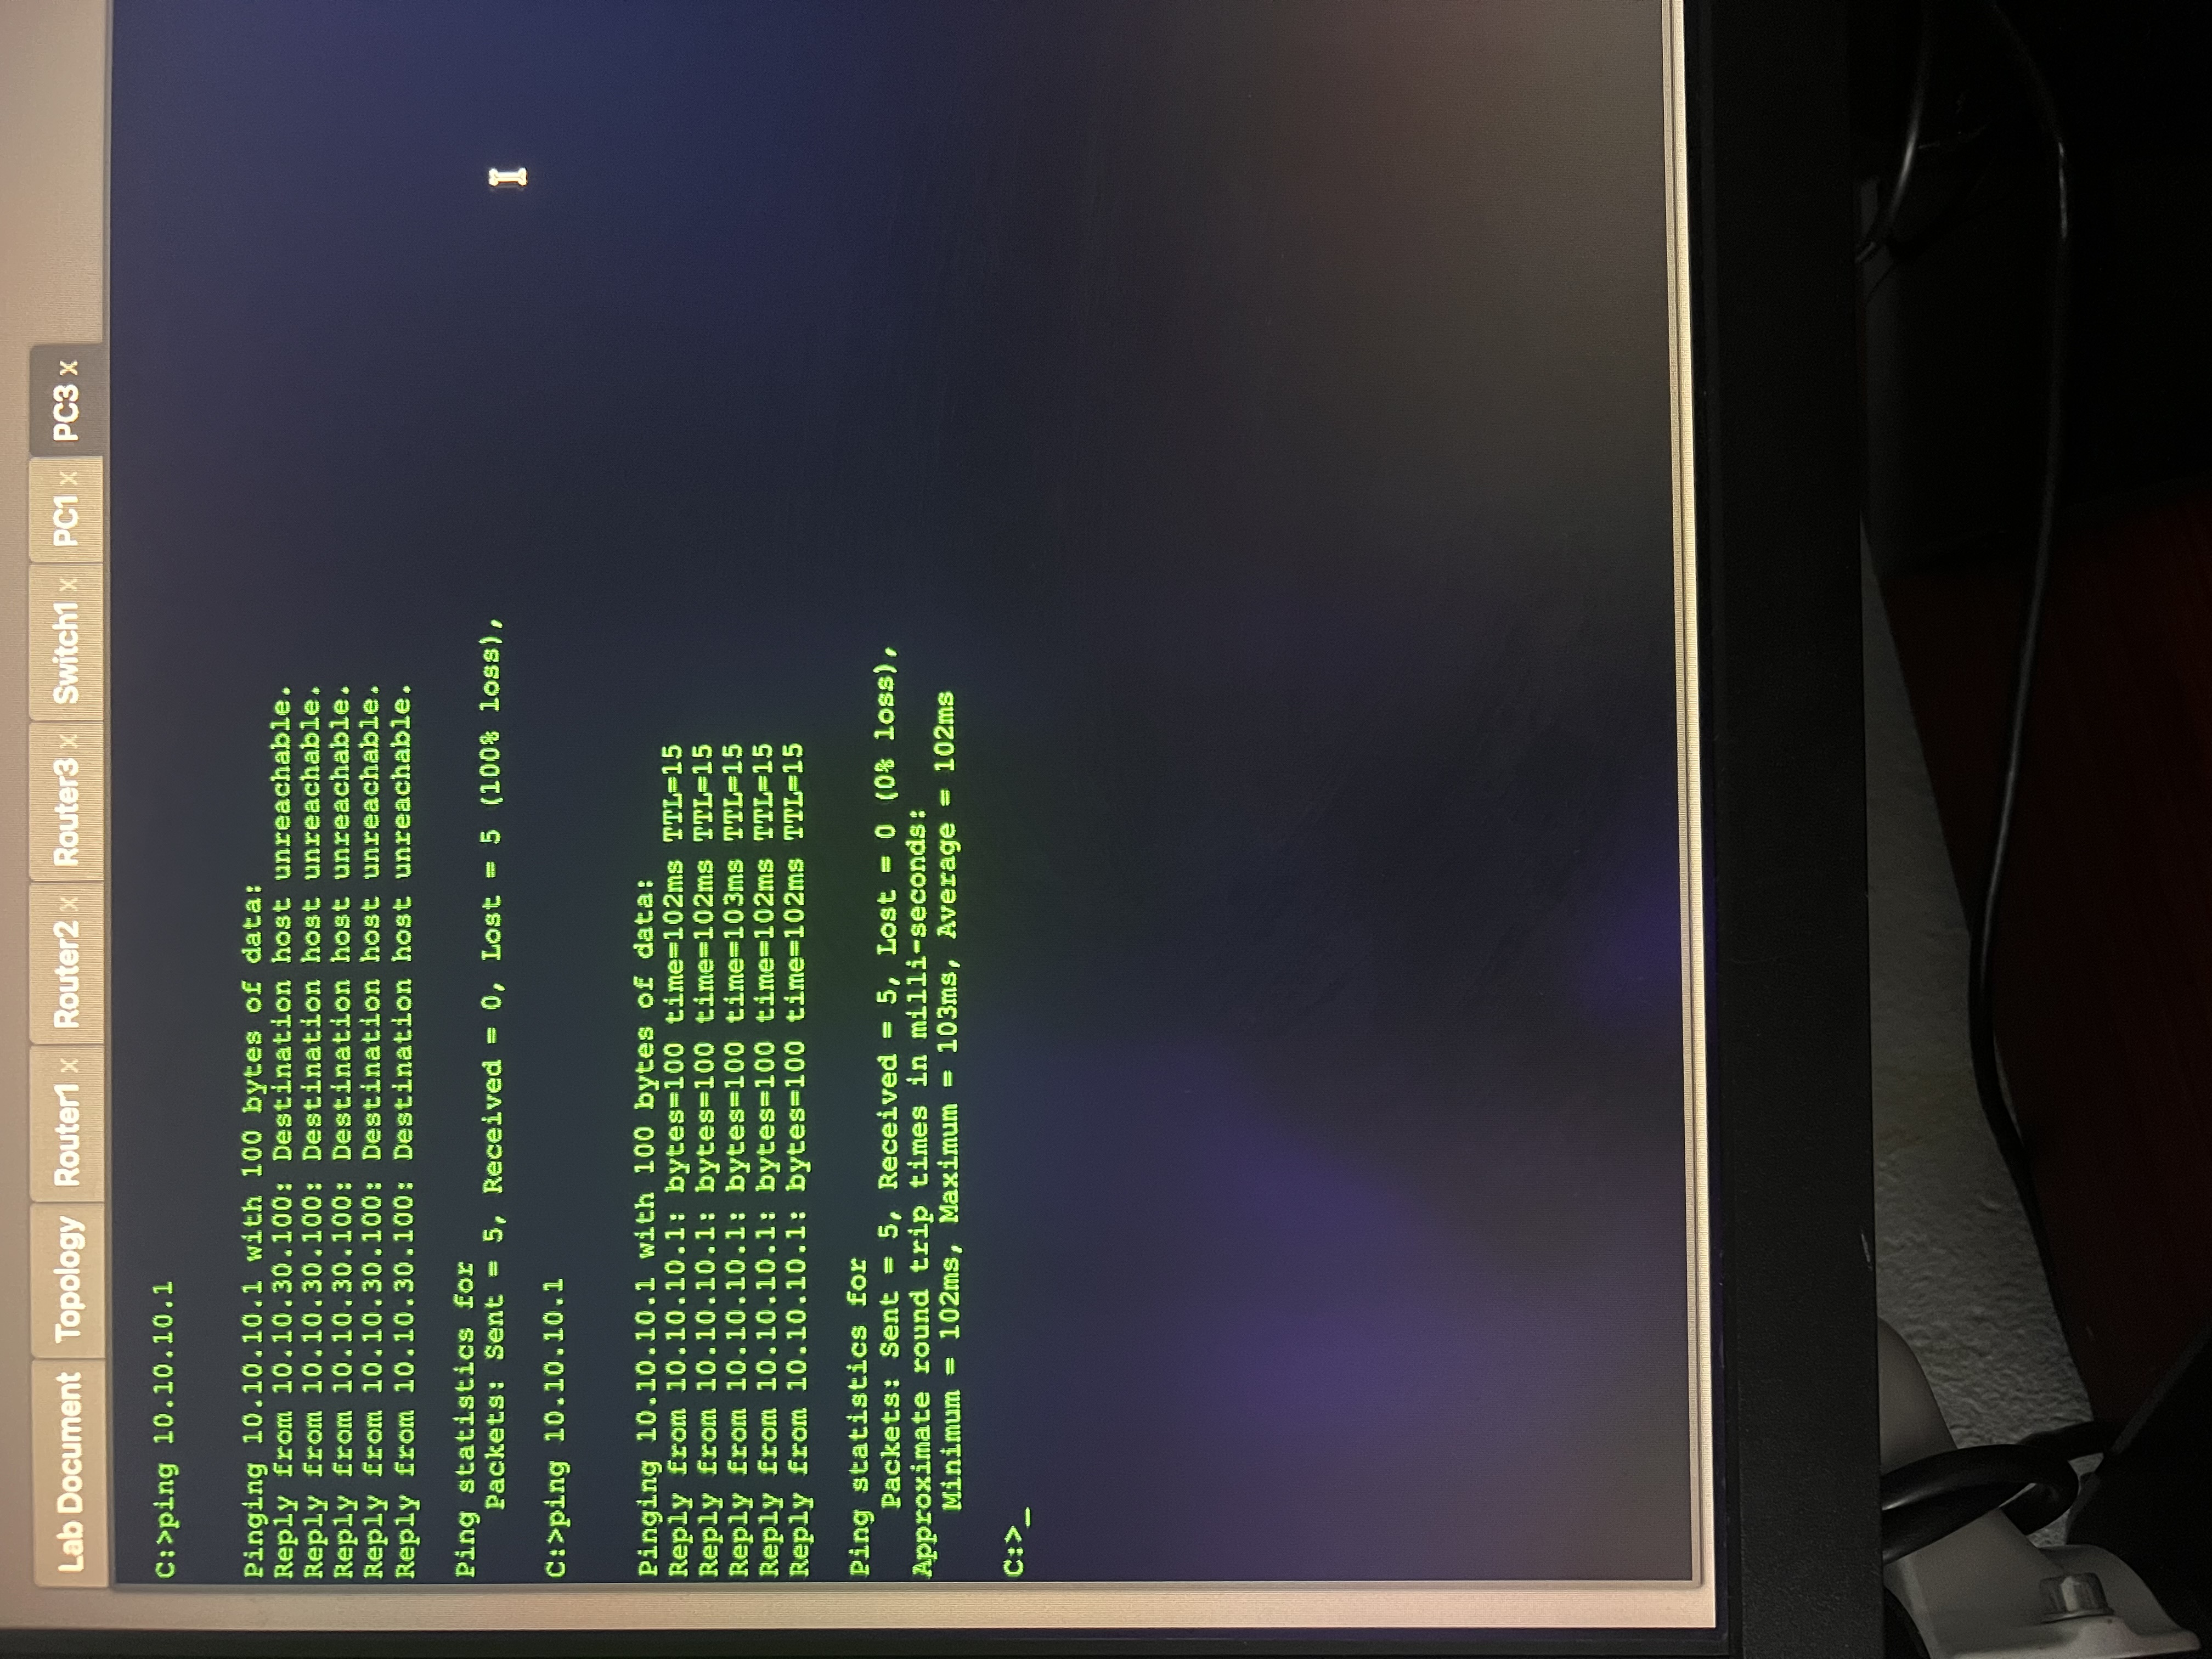 Lab Document Topology Router1 x Router2 x Router3 x Switch1 x PC1 x PC3 x
C:>ping 10.10.10.1
Pinging 10.10.10.1 with 100 bytes of data:
Reply from 10.10.30.100: Destination host unreachable.
Reply from 10.10.30.100: Destination host unreachable.
Reply from 10.10.30.100: Destination host unreachable.
Reply from 10.10.30.100: Destination host unreachable.
Reply from 10.10.30.100: Destination host unreachable.
Ping statistics for
Packets: Sent = 5, Received = 0, Lost = 5 (100% loss),
C:>ping 10.10.10.1
Pinging 10.10.10.1 with 100 bytes of data:
Reply from 10.10.10.1: bytes=100 time=102ms TTL=15
Reply from 10.10.10.1: bytes=100 time=102ms TTL=15
Reply from 10.10.10.1: bytes=100 time=103ms TTL=15
Reply from 10.10.10.1: bytes=100 time=102ms TTL=15
Reply from 10.10.10.1: bytes=100 time=102ms TTL=15
Ping statistics for
Packets: Sent = 5, Received = 5, Lost = 0 (0% loss),
Approximate round trip times in milli-seconds:
Minimum = 102ms, Maximum = 103ms, Average = 102ms
C:>_